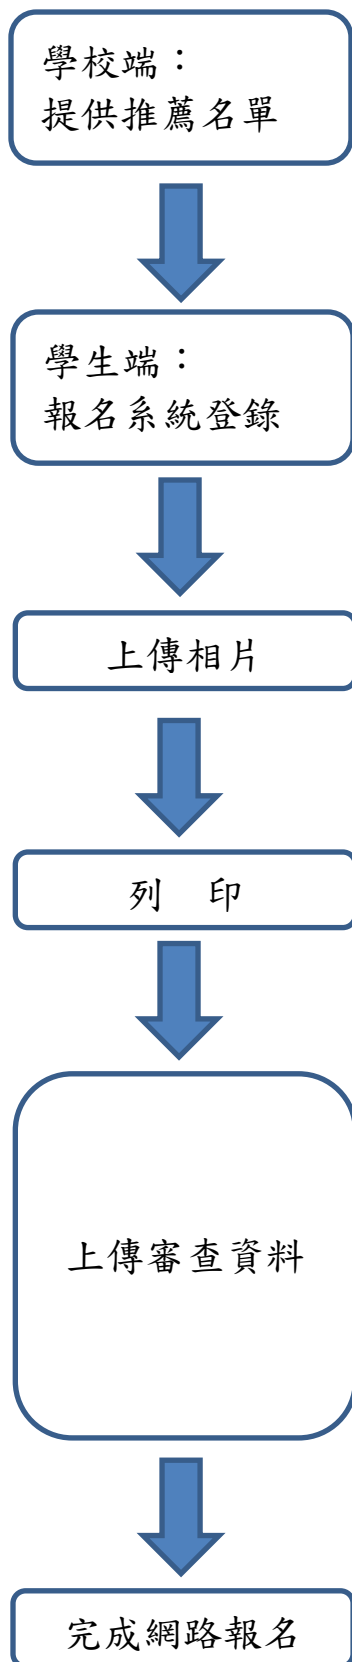 學校端：
提供推薦名單
學生端：
報名系統登錄
上傳相片
列　印
上傳審查資料
完成網路報名